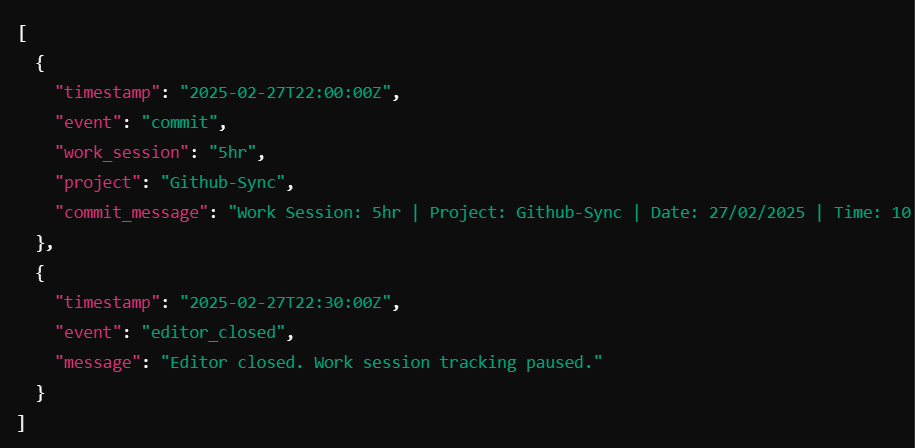 [
  {
    "timestamp": "2025-02-27T22:00:00Z",
    "event": "commit",
    "work_session": "5hr",
    "project": "Github-Sync",
    "commit_message": "Work Session: 5hr | Project: Github-Sync | Date: 27/02/2025 | Time: 10
  },
  {
    "timestamp": "2025-02-27T22:30:00Z",
    "event": "editor_closed",
    "message": "Editor closed. Work session tracking paused."
  }
]